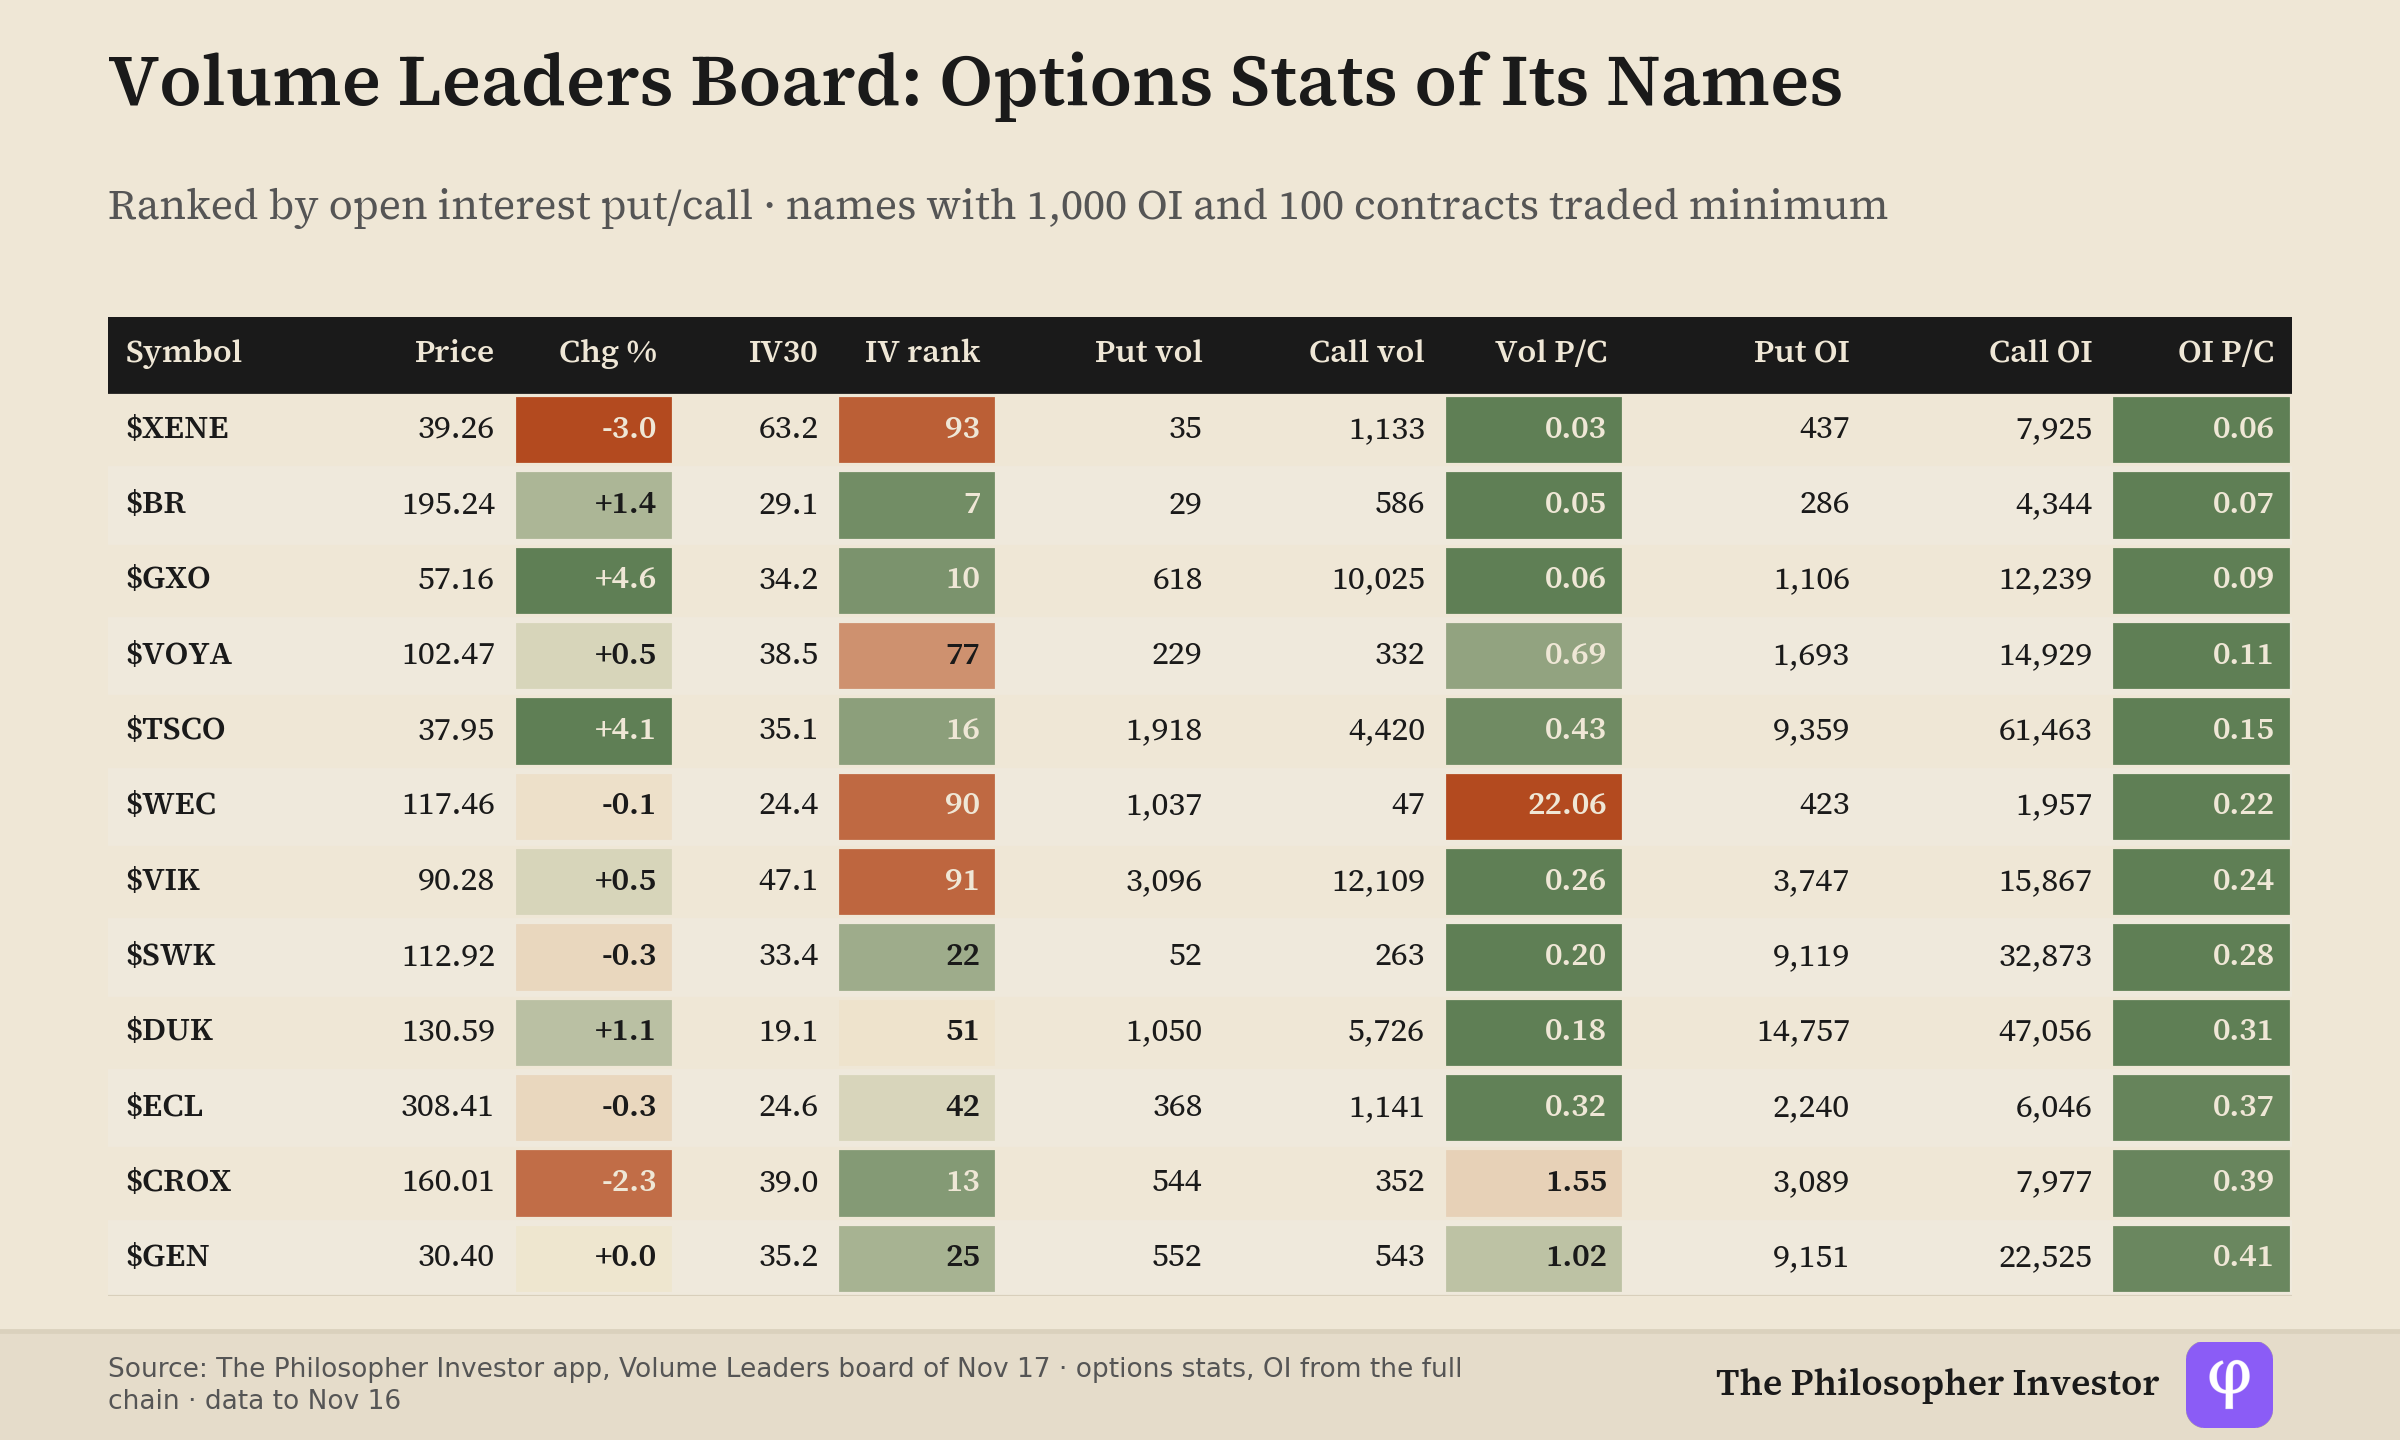 Volume Leaders Board: Options Stats of Its Names
Ranked by open interest put/call · names with 1,000 OI and 100 contracts traded minimum
Symbol Price Chg % IV30 IV rank Put vol Call vol Vol P/C Put OI Call OI OI P/C
$XENE 39.26 -3.0 63.2 93 35 1,133 0.03 437 7,925 0.06
$BR 195.24 +1.4 29.1 7 29 586 0.05 286 4,344 0.07
$GXO 57.16 +4.6 34.2 10 618 10,025 0.06 1,106 12,239 0.09
$VOYA 102.47 +0.5 38.5 77 229 332 0.69 1,693 14,929 0.11
$TSCO 37.95 +4.1 35.1 16 1,918 4,420 0.43 9,359 61,463 0.15
$WEC 117.46 -0.1 24.4 90 1,037 47 22.06 423 1,957 0.22
$VIK 90.28 +0.5 47.1 91 3,096 12,109 0.26 3,747 15,867 0.24
$SWK 112.92 -0.3 33.4 22 52 263 0.20 9,119 32,873 0.28
$DUK 130.59 +1.1 19.1 51 1,050 5,726 0.18 14,757 47,056 0.31
$ECL 308.41 -0.3 24.6 42 368 1,141 0.32 2,240 6,046 0.37
$CROX 160.01 -2.3 39.0 13 544 352 1.55 3,089 7,977 0.39
$GEN 30.40 +0.0 35.2 25 552 543 1.02 9,151 22,525 0.41
Source: The Philosopher Investor app, Volume Leaders board of Nov 17 · options stats, OI from the full
chain · data to Nov 16
The Philosopher Investor φ